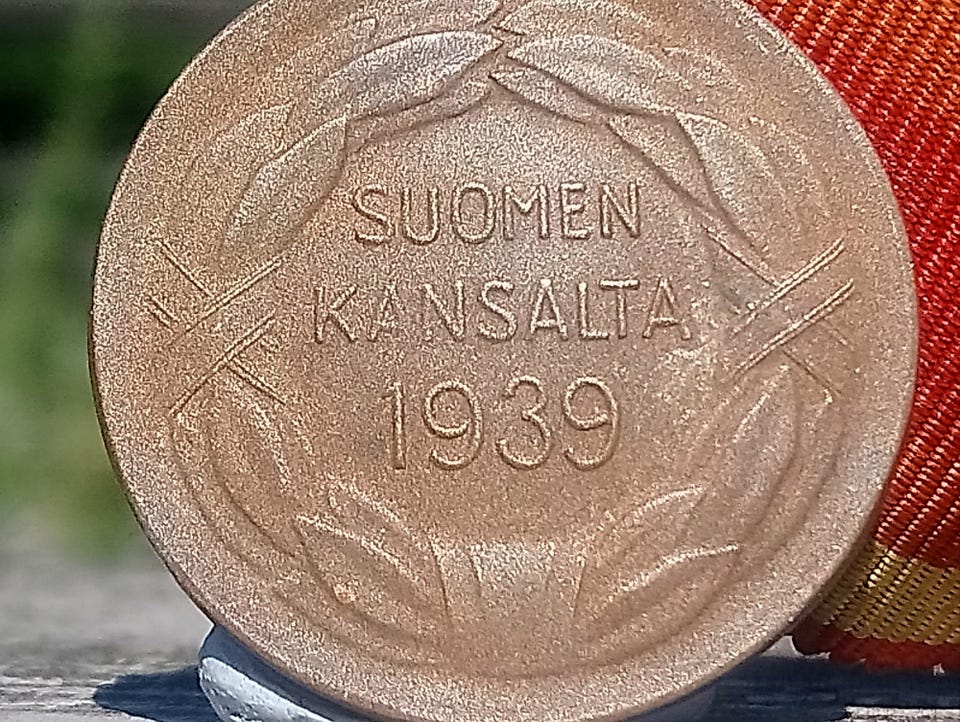 SUOMEN
KANSALTA
1939